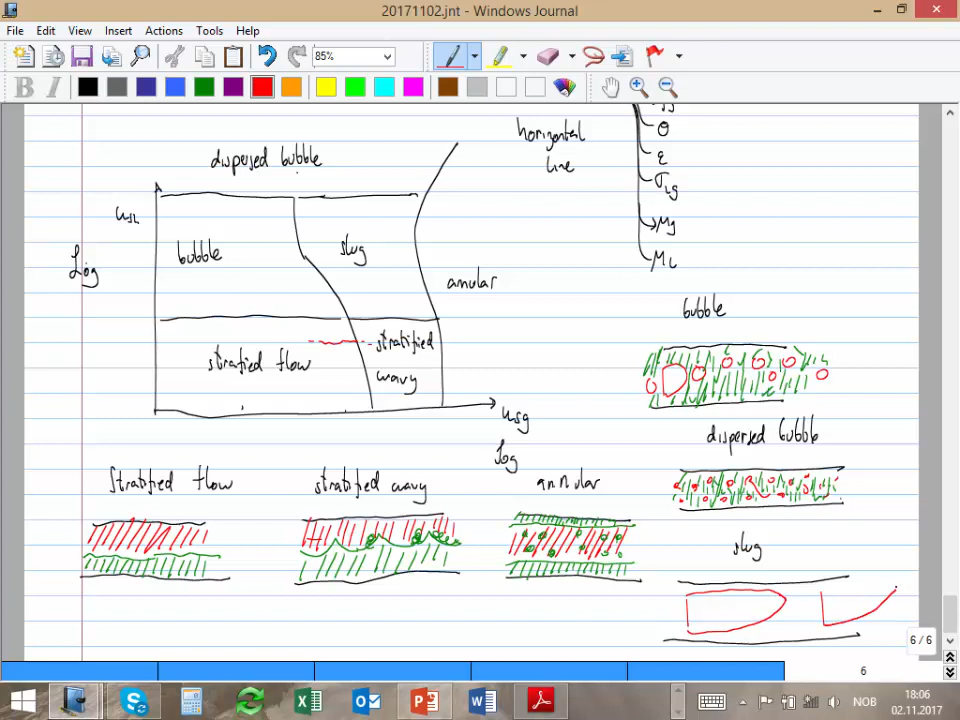 20171102.jnt - Windows Journal
File Edit View Insert Actions Tools Help
85%
B I
dispersed bubble
horizontal
line
θ
ε
σLg
μg
μL
usL
Log
bubble
slug
anular
stratified flow
stratified
wavy
usg
log
bubble
dispersed bubble
slug
Stratified flow
stratified wavy
annular
6 / 6
6
NOB
18:06
02.11.2017